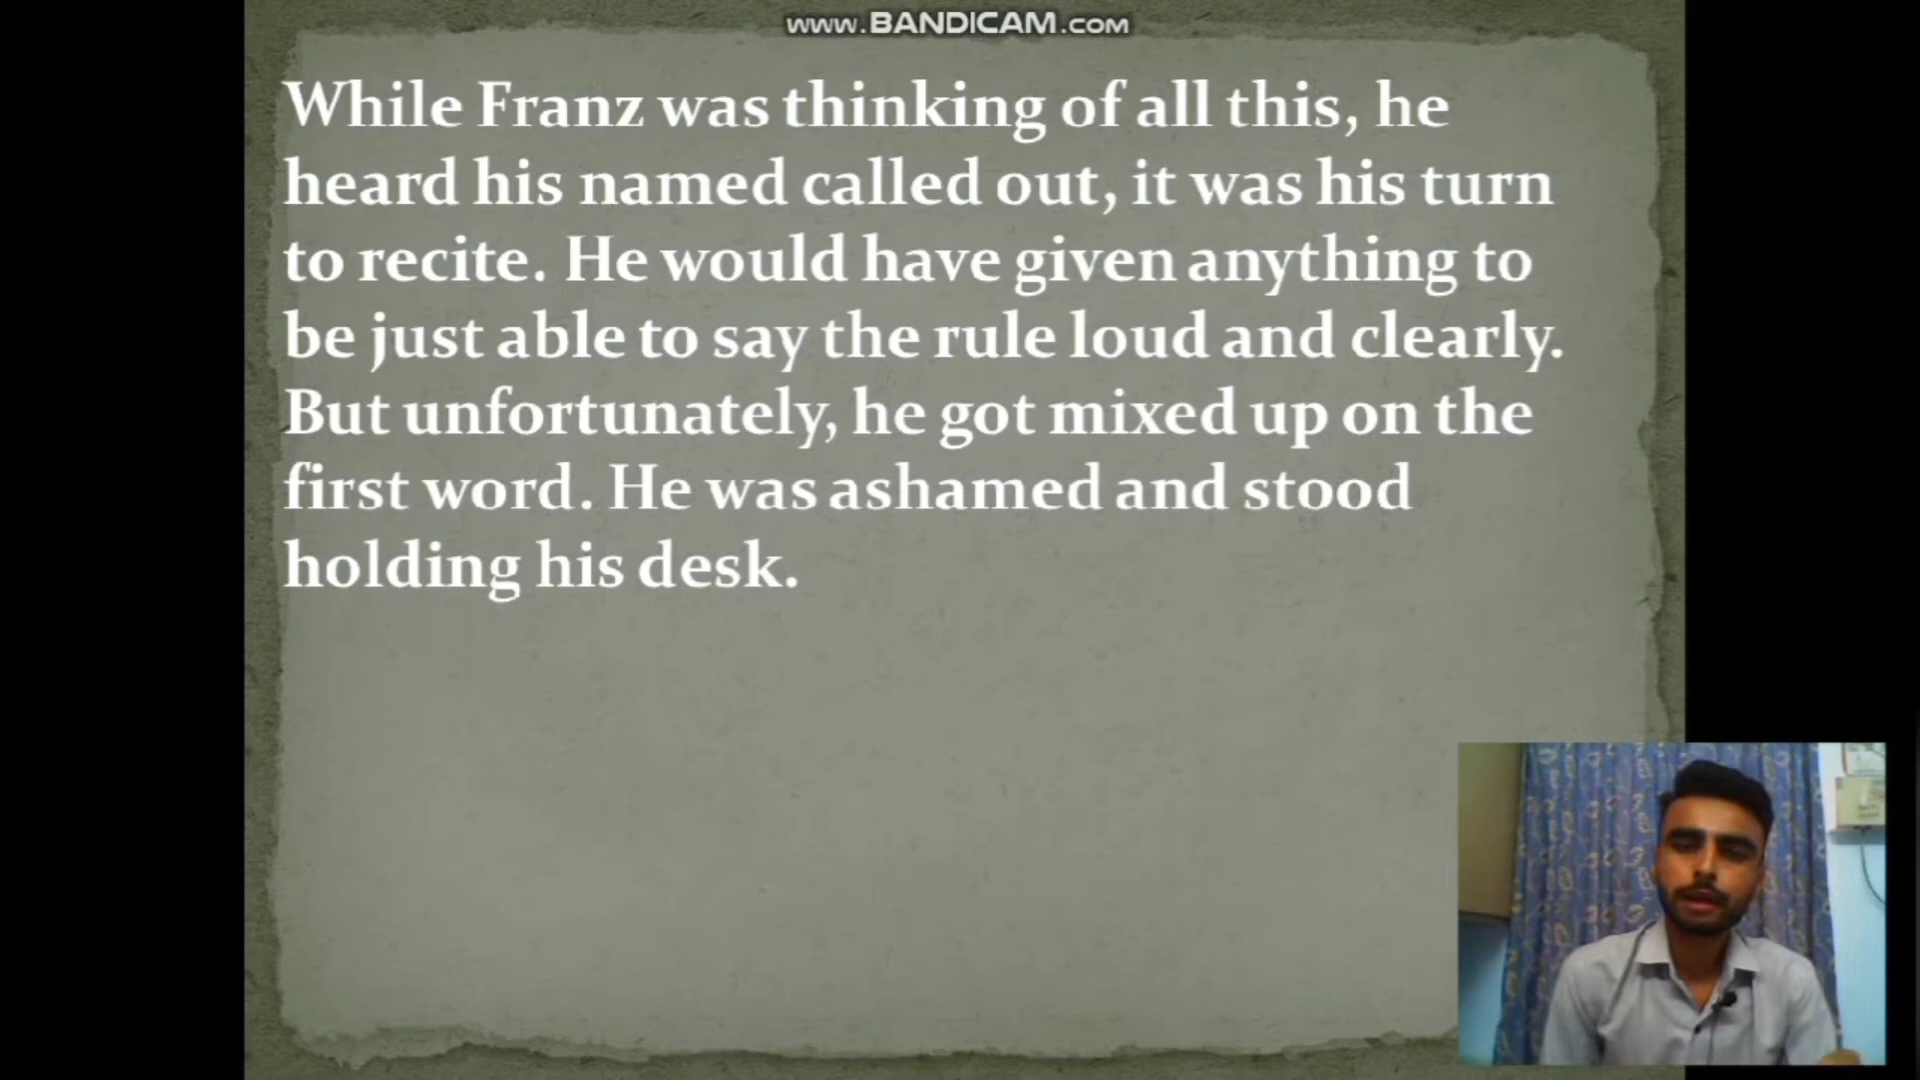 www.BANDICAM.COM
While Franz was thinking of all this, he
heard his named called out, it was his turn
to recite. He would have given anything to
be just able to say the rule loud and clearly.
But unfortunately, he got mixed up on the
first word. He was ashamed and stood
holding his desk.